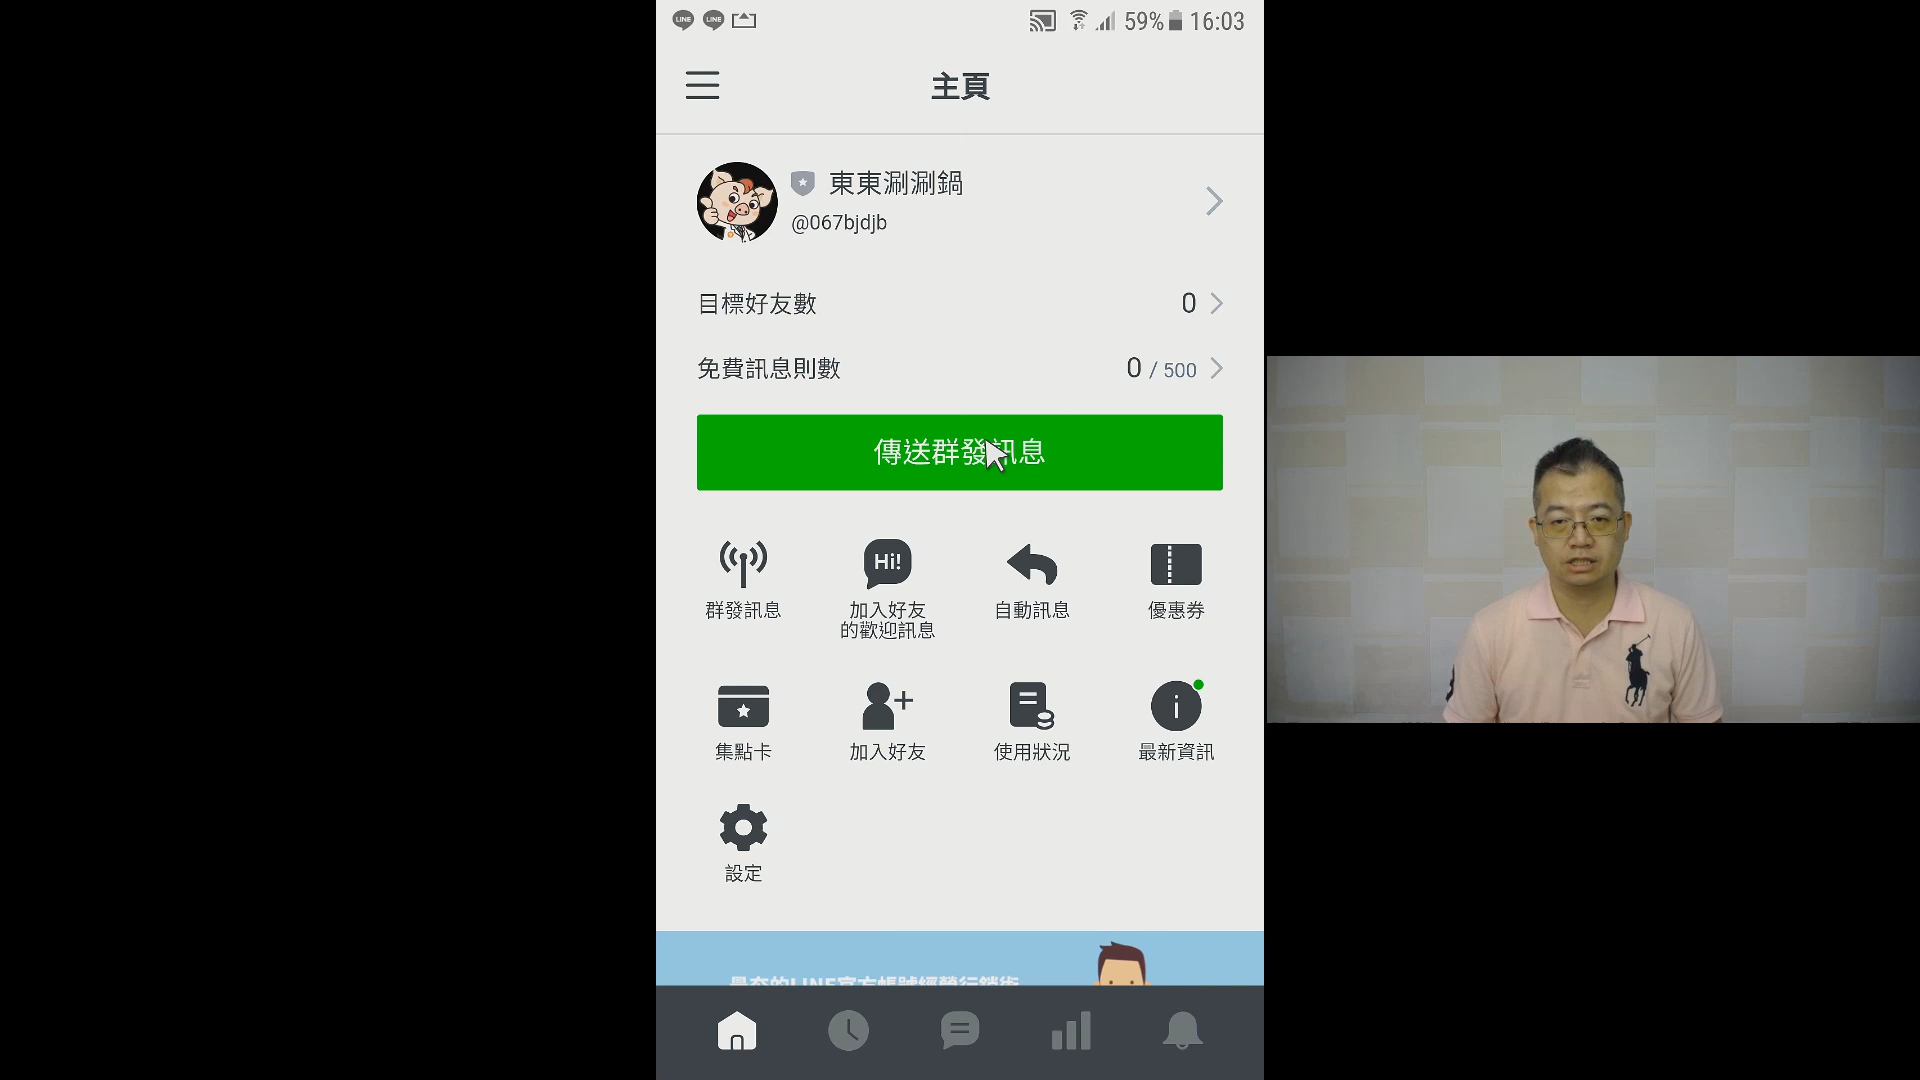 LINE LINE 59% 16:03
主頁
東東涮涮鍋
@067bjdjb
目標好友數 0
免費訊息則數 0 / 500
傳送群發訊息
群發訊息
Hi!
加入好友
的歡迎訊息
自動訊息
優惠券
集點卡
加入好友
使用狀況
最新資訊
設定